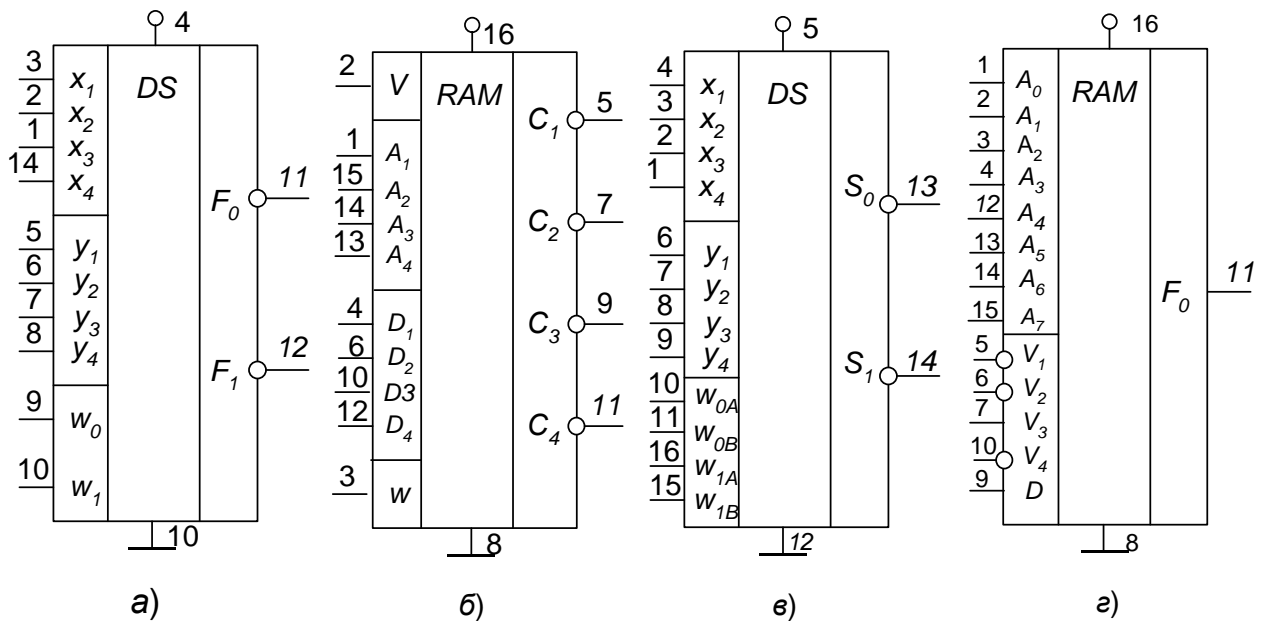 4
3 x1 DS
2 x2
1 x3
14 x4
F0 11
5 y1
6 y2
7 y3
8 y4
F1 12
9 w0
10 w1
10
а)
16
2 V RAM
C1 5
1 A1
15 A2
14 A3
13 A4
C2 7
4 D1
6 D2
10 D3
12 D4
C3 9
C4 11
3 w
8
б)
5
4 x1 DS
3 x2
2 x3
1 x4
S0 13
6 y1
7 y2
8 y3
9 y4
S1 14
10 w0A
11 w0B
16 w1A
15 w1B
12
в)
16
1 A0 RAM
2 A1
3 A2
4 A3
12 A4
13 A5
14 A6
15 A7
F0 11
5 V1
6 V2
7 V3
10 V4
9 D
8
г)